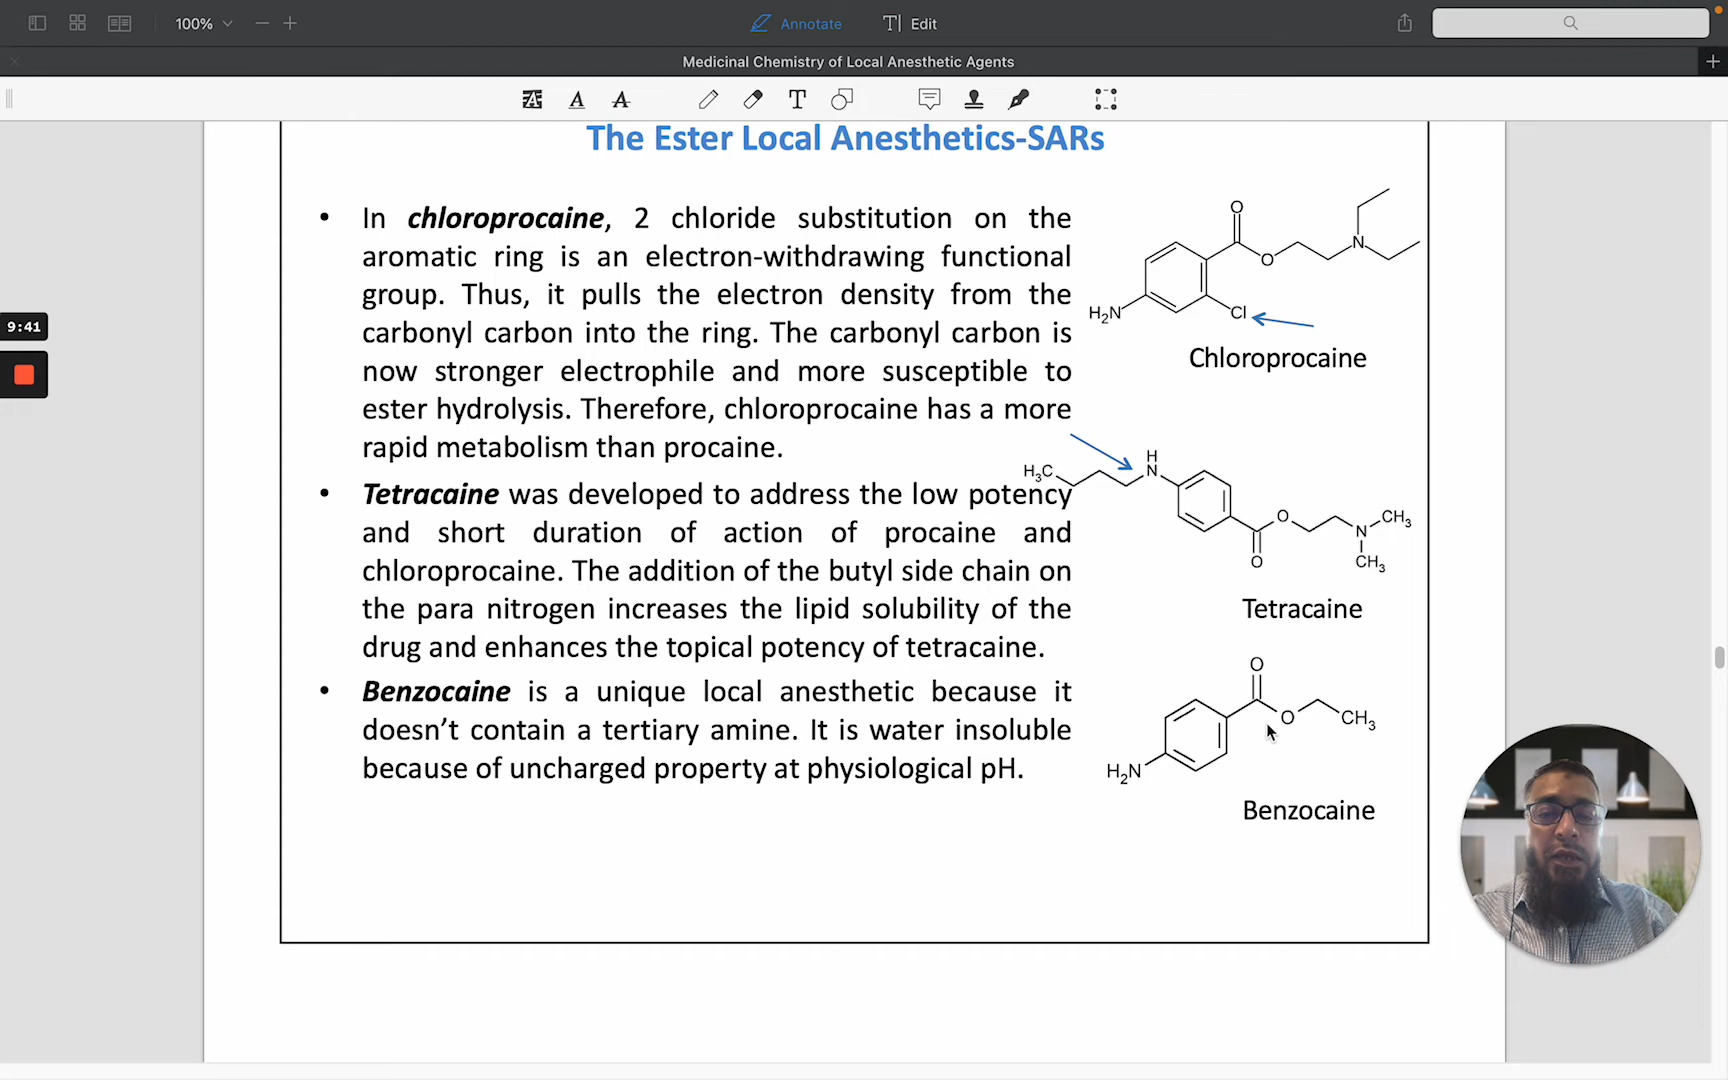 100%
Annotate
T| Edit
Medicinal Chemistry of Local Anesthetic Agents
The Ester Local Anesthetics-SARs
• In chloroprocaine, 2 chloride substitution on the
aromatic ring is an electron-withdrawing functional
group. Thus, it pulls the electron density from the
carbonyl carbon into the ring. The carbonyl carbon is
now stronger electrophile and more susceptible to
ester hydrolysis. Therefore, chloroprocaine has a more
rapid metabolism than procaine.
• Tetracaine was developed to address the low potency
and short duration of action of procaine and
chloroprocaine. The addition of the butyl side chain on
the para nitrogen increases the lipid solubility of the
drug and enhances the topical potency of tetracaine.
• Benzocaine is a unique local anesthetic because it
doesn’t contain a tertiary amine. It is water insoluble
because of uncharged property at physiological pH.
O
N
O
H₂N
Cl
Chloroprocaine
H
H₃C
N
O
CH₃
N
O
CH₃
Tetracaine
O
O
CH₃
H₂N
Benzocaine
9:41